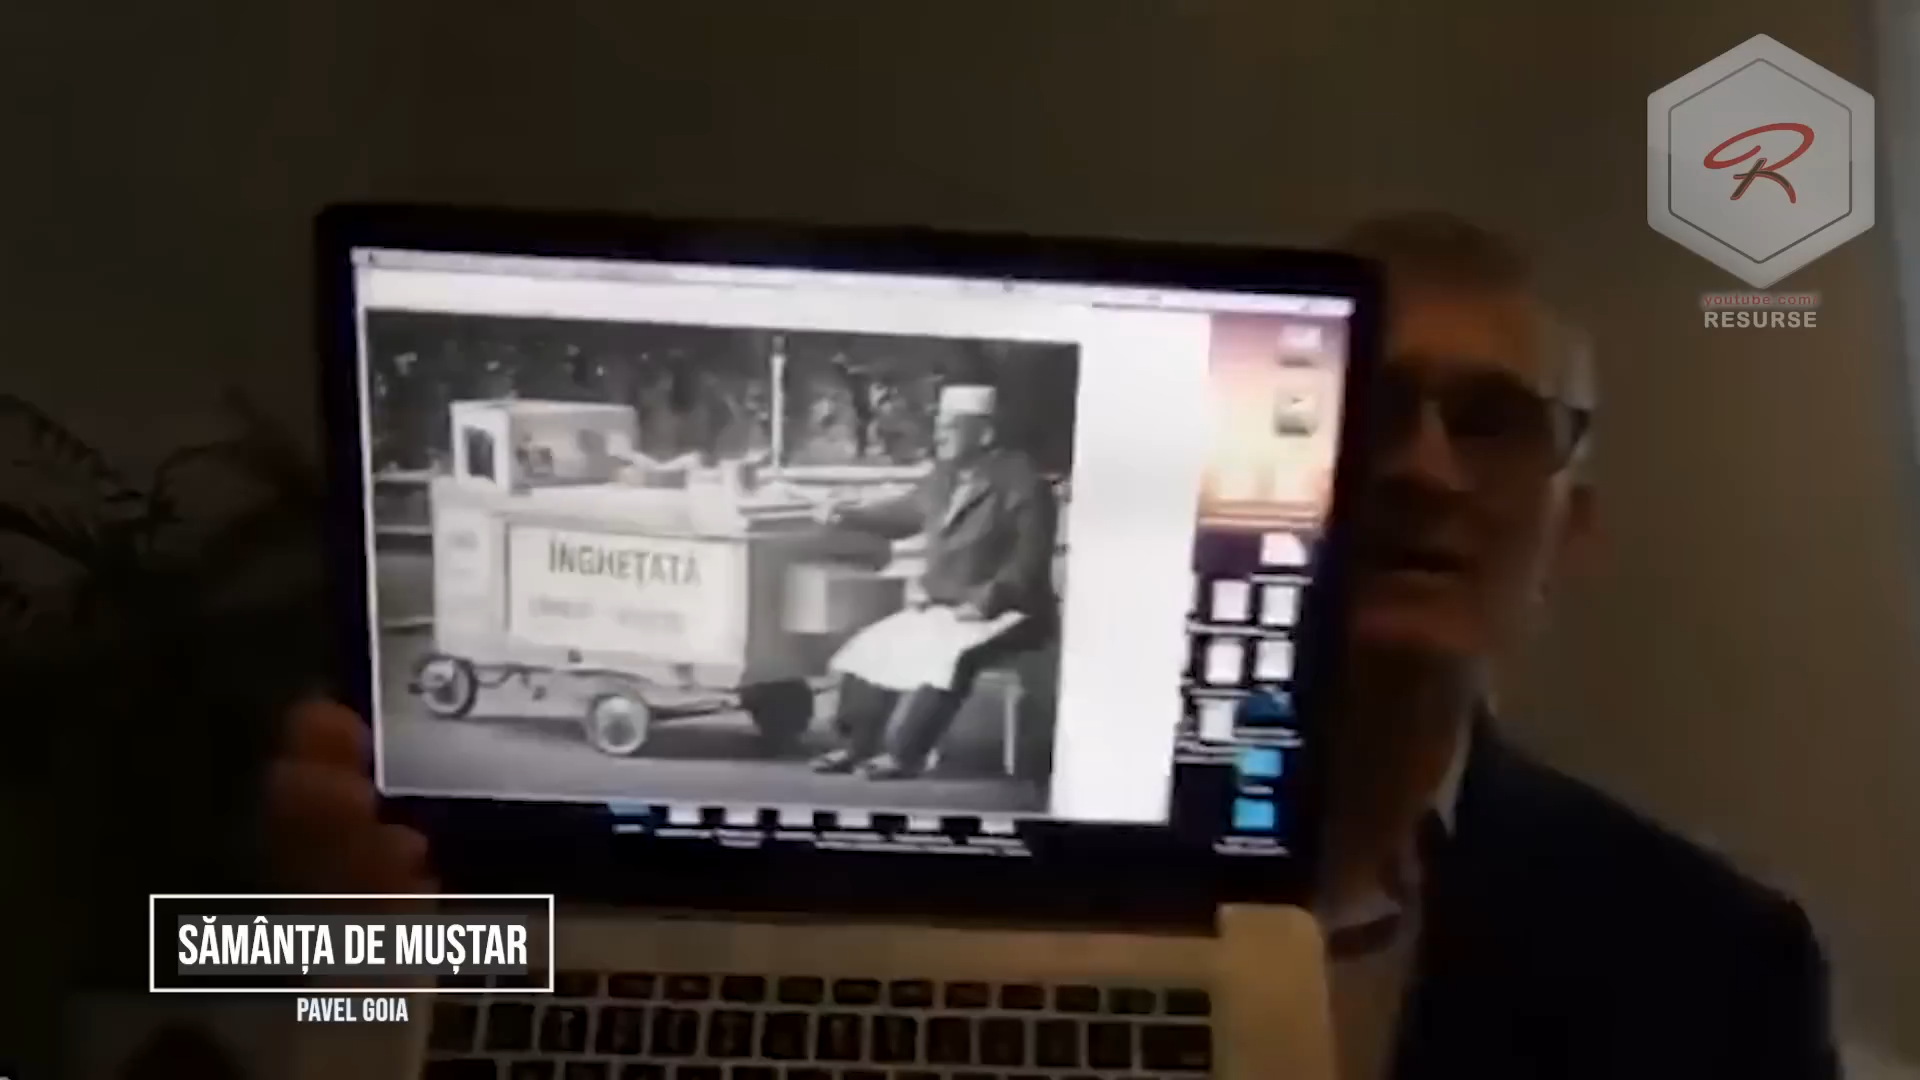 youtube.com/
RESURSE
ÎNGHEȚATĂ
SĂMÂNȚA DE MUȘTAR
PAVEL GOIA